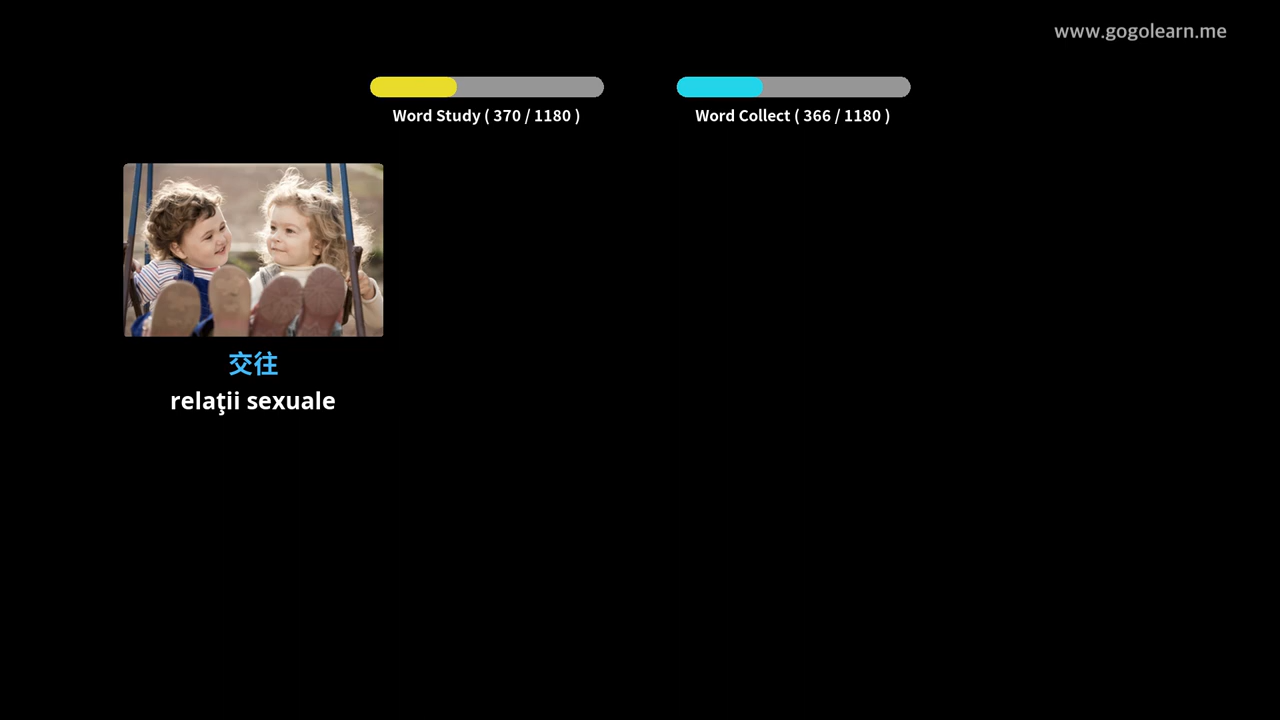 www.gogolearn.me
Word Study ( 370 / 1180 )
Word Collect ( 366 / 1180 )
交往
relaţii sexuale